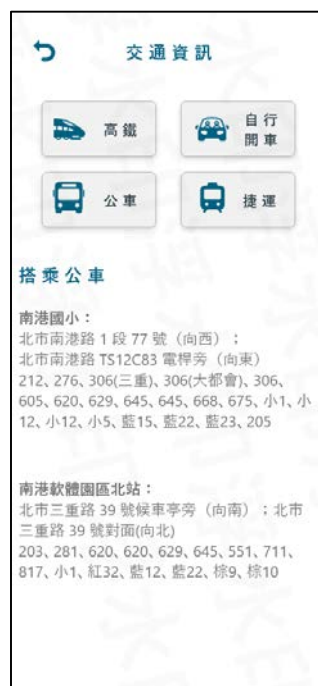 交通資訊
高鐵
自行
開車
公車
捷運
搭乘公車
南港國小：
北市南港路 1 段 77 號（向西）；
北市南港路 TS12C83 電桿旁（向東）
212、276、306(三重)、306(大都會)、306、
605、620、629、645、645、668、675、小1、小
12、小12、小5、藍15、藍22、藍23、205
南港軟體園區北站：
北市三重路 39 號候車亭旁（向南）；北市
三重路 39 號對面(向北)
203、281、620、620、629、645、551、711、
817、小1、紅32、藍12、藍22、棕9、棕10